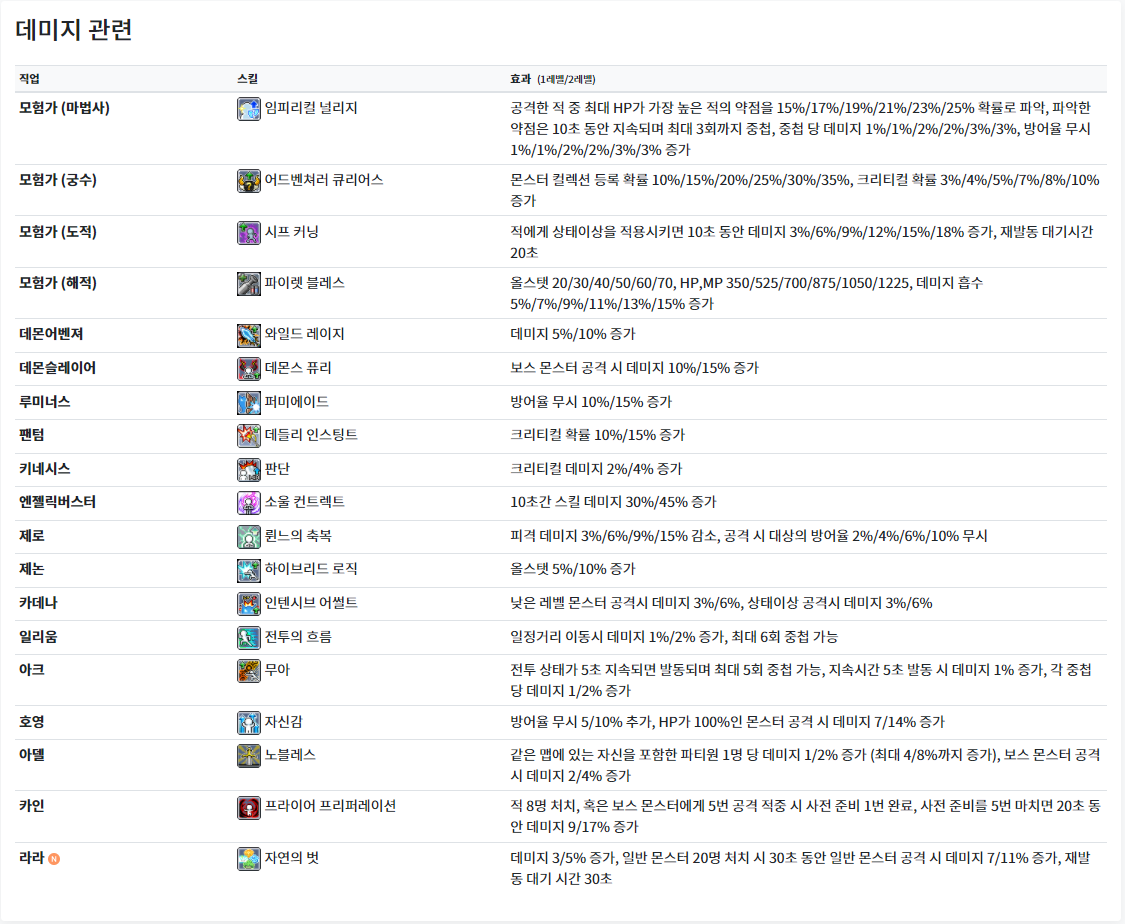 데미지 관련
직업 스킬 효과 (1레벨/2레벨)
모험가 (마법사) 임피리컬 널리지 공격한 적 중 최대 HP가 가장 높은 적의 약점을 15%/17%/19%/21%/23%/25% 확률로 파악, 파악한
약점은 10초 동안 지속되며 최대 3회까지 중첩, 중첩 당 데미지 1%/1%/2%/2%/3%/3%, 방어율 무시
1%/1%/2%/2%/3%/3% 증가
모험가 (궁수) 어드벤쳐러 큐리어스 몬스터 컬렉션 등록 확률 10%/15%/20%/25%/30%/35%, 크리티컬 확률 3%/4%/5%/7%/8%/10%
증가
모험가 (도적) 시프 커닝 적에게 상태이상을 적용시키면 10초 동안 데미지 3%/6%/9%/12%/15%/18% 증가, 재발동 대기시간
20초
모험가 (해적) 파이렛 블레스 올스탯 20/30/40/50/60/70, HP,MP 350/525/700/875/1050/1225, 데미지 흡수
5%/7%/9%/11%/13%/15% 증가
데몬어벤져 와일드 레이지 데미지 5%/10% 증가
데몬슬레이어 데몬스 퓨리 보스 몬스터 공격 시 데미지 10%/15% 증가
루미너스 퍼미에이드 방어율 무시 10%/15% 증가
팬텀 데들리 인스팅트 크리티컬 확률 10%/15% 증가
키네시스 판단 크리티컬 데미지 2%/4% 증가
엔젤릭버스터 소울 컨트렉트 10초간 스킬 데미지 30%/45% 증가
제로 륀느의 축복 피격 데미지 3%/6%/9%/15% 감소, 공격 시 대상의 방어율 2%/4%/6%/10% 무시
제논 하이브리드 로직 올스탯 5%/10% 증가
카데나 인텐시브 어썰트 낮은 레벨 몬스터 공격시 데미지 3%/6%, 상태이상 공격시 데미지 3%/6%
일리움 전투의 흐름 일정거리 이동시 데미지 1%/2% 증가, 최대 6회 중첩 가능
아크 무아 전투 상태가 5초 지속되면 발동되며 최대 5회 중첩 가능, 지속시간 5초 발동 시 데미지 1% 증가, 각 중첩
당 데미지 1/2% 증가
호영 자신감 방어율 무시 5/10% 추가, HP가 100%인 몬스터 공격 시 데미지 7/14% 증가
아델 노블레스 같은 맵에 있는 자신을 포함한 파티원 1명 당 데미지 1/2% 증가 (최대 4/8%까지 증가), 보스 몬스터 공격
시 데미지 2/4% 증가
카인 프라이어 프리퍼레이션 적 8명 처치, 혹은 보스 몬스터에게 5번 공격 적중 시 사전 준비 1번 완료, 사전 준비를 5번 마치면 20초 동
안 데미지 9/17% 증가
라라 N 자연의 벗 데미지 3/5% 증가, 일반 몬스터 20명 처치 시 30초 동안 일반 몬스터 공격 시 데미지 7/11% 증가, 재발
동 대기 시간 30초